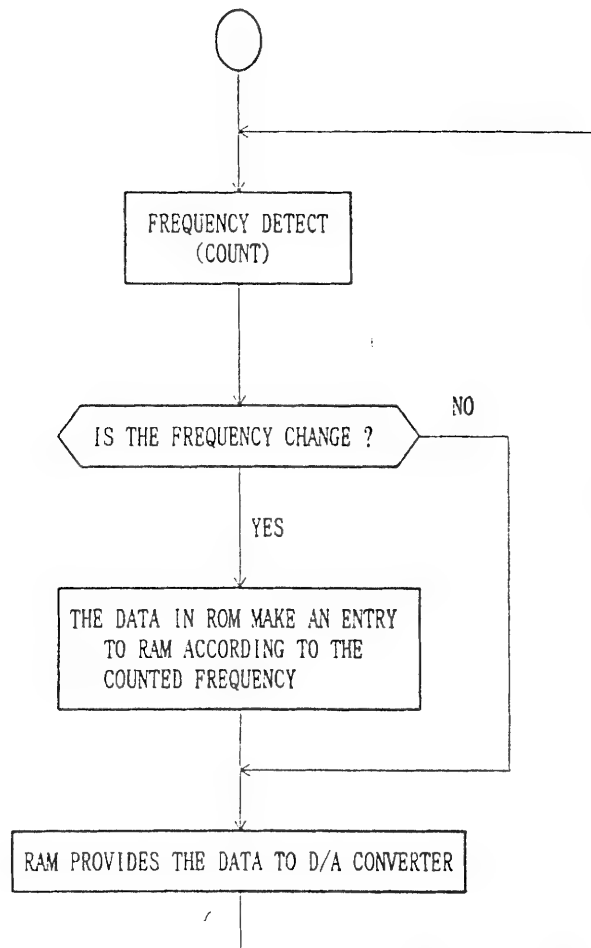 FREQUENCY DETECT
(COUNT)
IS THE FREQUENCY CHANGE ?
NO
YES
THE DATA IN ROM MAKE AN ENTRY
TO RAM ACCORDING TO THE
COUNTED FREQUENCY
RAM PROVIDES THE DATA TO D/A CONVERTER